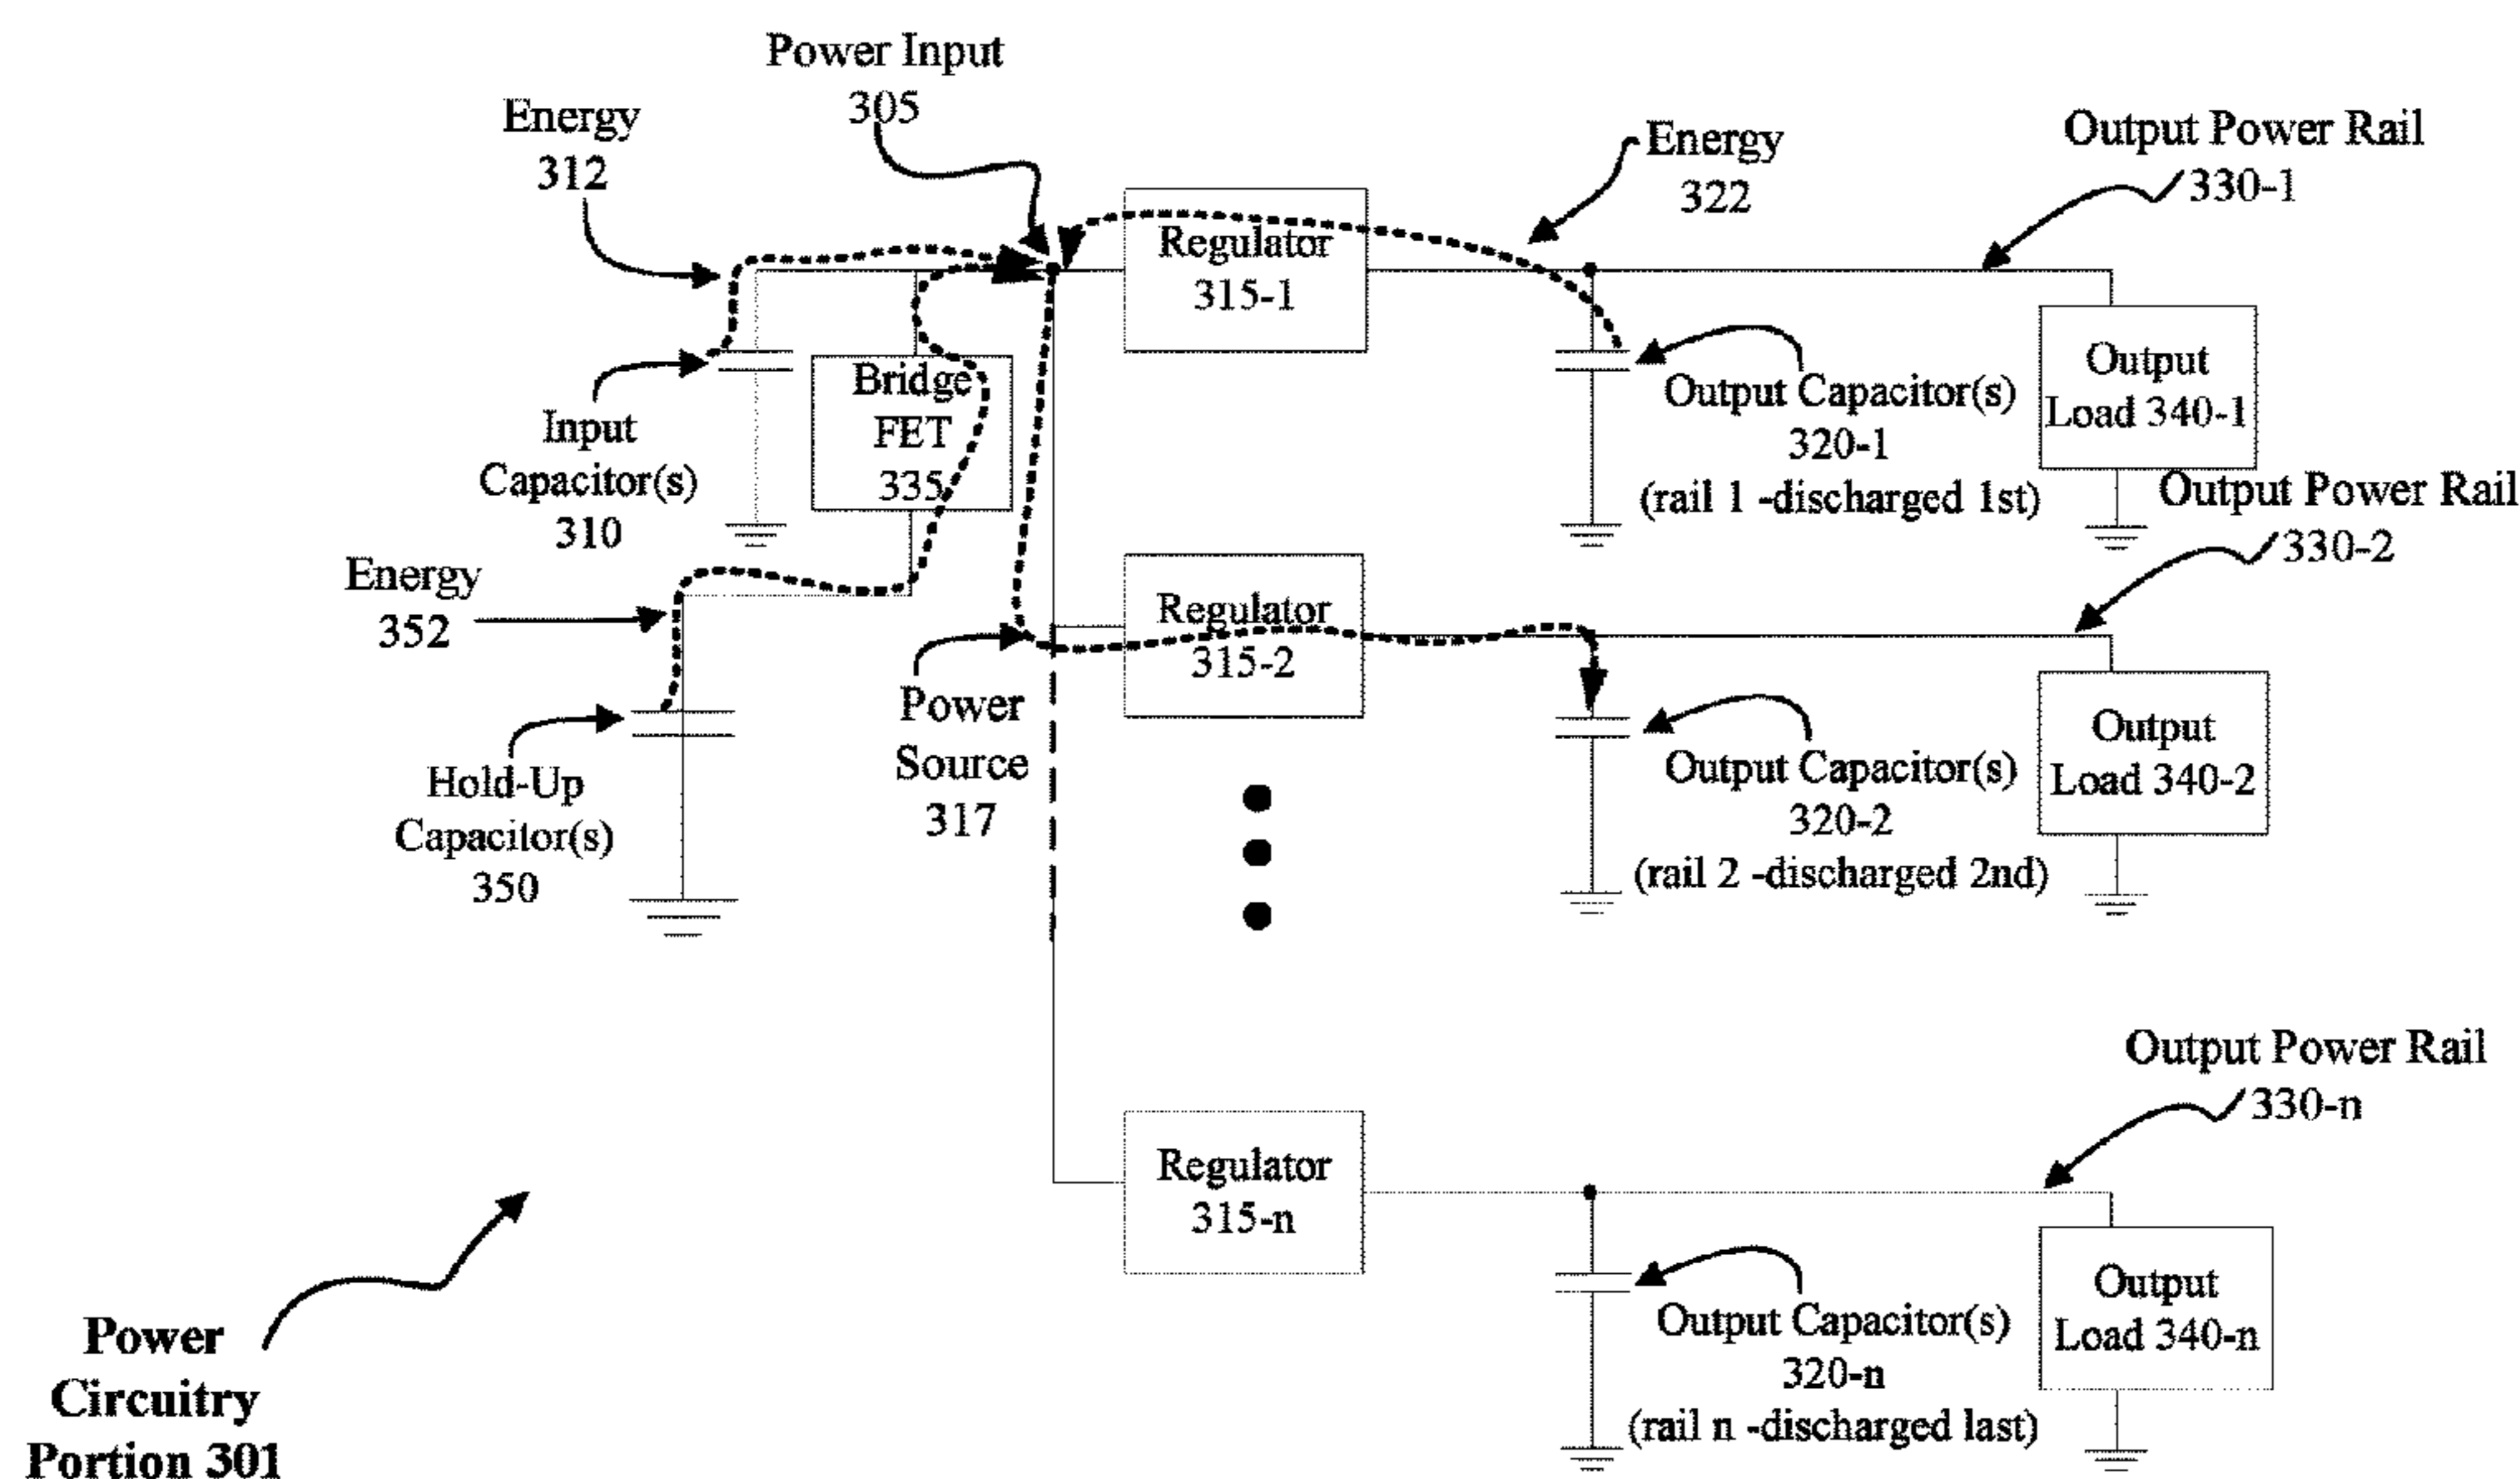 Power Input
305
Energy
312
Energy
322
Output Power Rail
330-1
Regulator
315-1
Input
Capacitor(s)
310
Bridge
FET
335
Output Capacitor(s)
320-1
(rail 1 -discharged 1st)
Output
Load 340-1
Output Power Rail
330-2
Energy
352
Regulator
315-2
Power
Source
317
Hold-Up
Capacitor(s)
350
Output Capacitor(s)
320-2
(rail 2 -discharged 2nd)
Output
Load 340-2
Output Power Rail
330-n
Regulator
315-n
Output Capacitor(s)
320-n
(rail n -discharged last)
Output
Load 340-n
Power
Circuitry
Portion 301